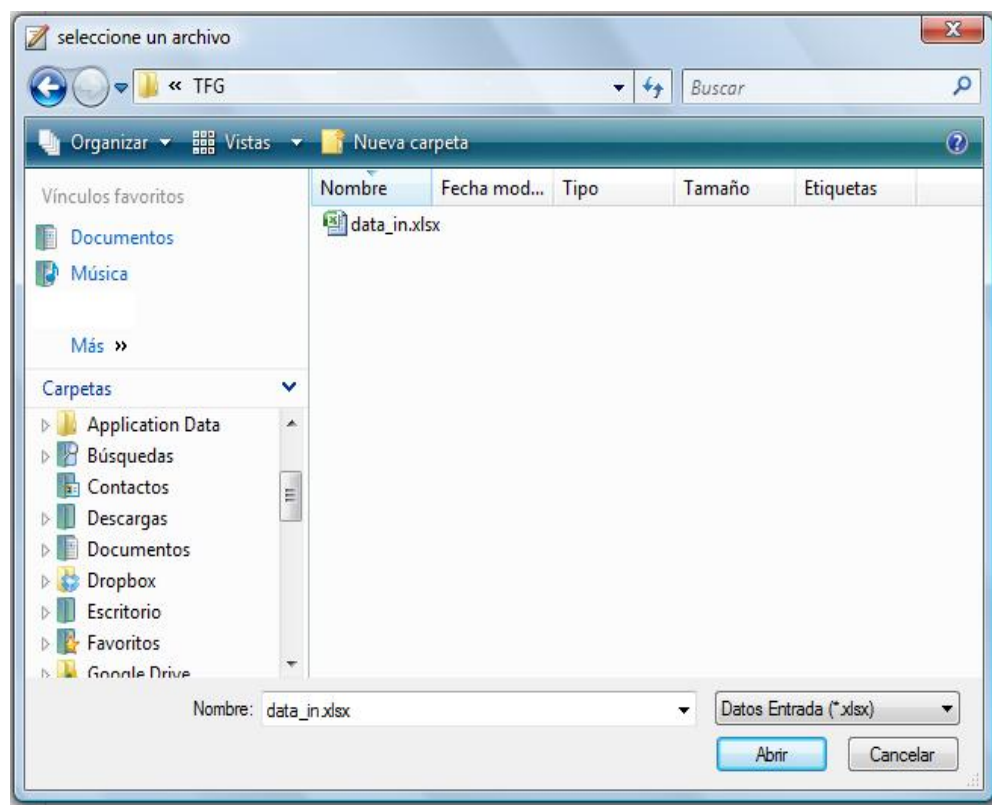 seleccione un archivo
« TFG
Buscar
Organizar Vistas Nueva carpeta
Vínculos favoritos
Documentos
Música
Más »
Carpetas
Application Data
Búsquedas
Contactos
Descargas
Documentos
Dropbox
Escritorio
Favoritos
Google Drive
Nombre Fecha mod... Tipo Tamaño Etiquetas
data_in.xlsx
Nombre: data_in.xlsx Datos Entrada (*.xlsx)
Abrir Cancelar